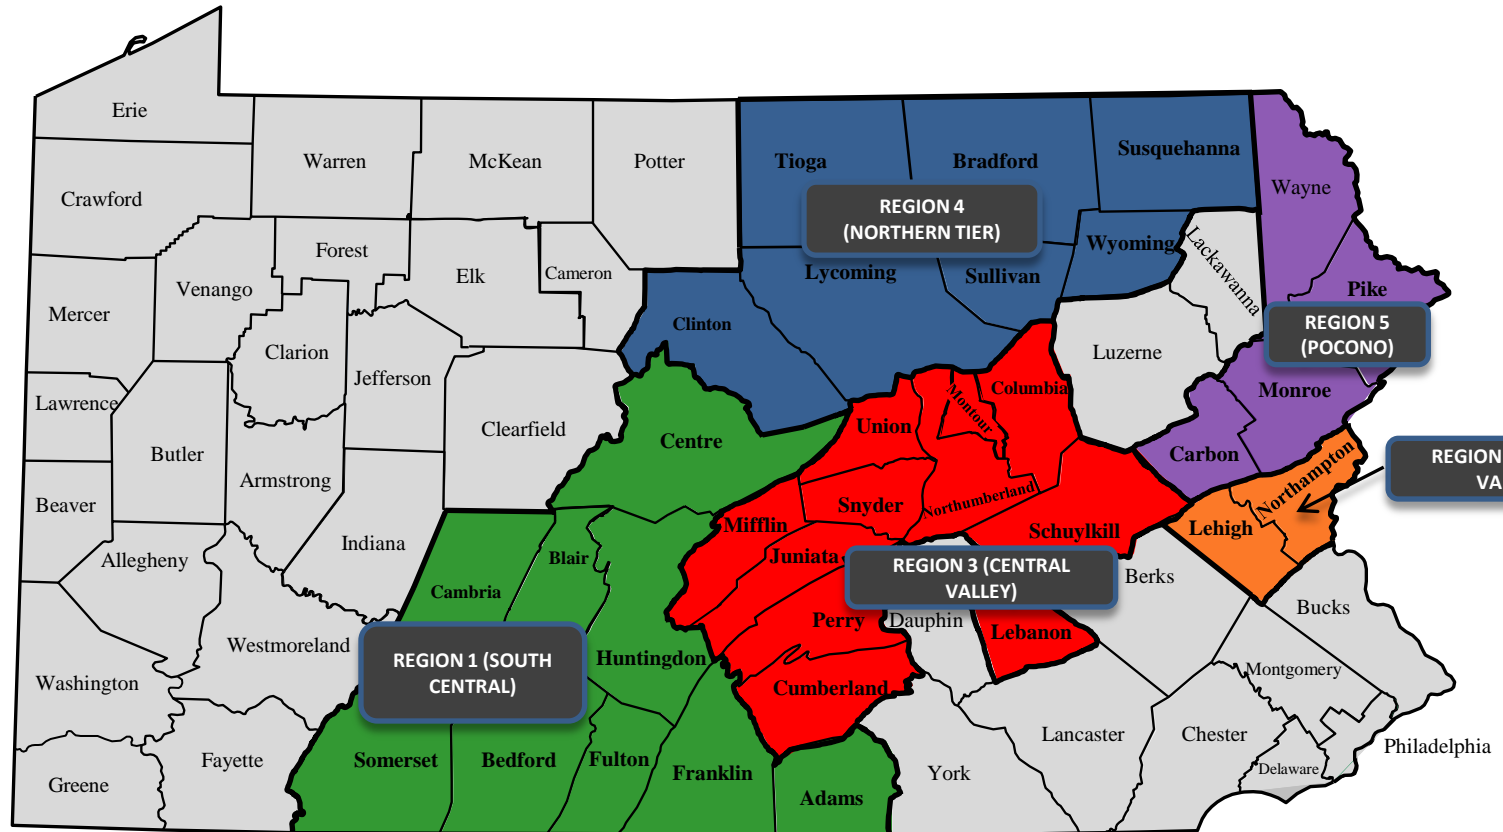 Erie
Warren
McKean
Potter
Tioga
Bradford
Susquehanna
Crawford
Wayne
REGION 4
(NORTHERN TIER)
Forest
Elk
Cameron
Lycoming
Sullivan
Wyoming
Lackawanna
Venango
Mercer
Pike
Clinton
REGION 5
(POCONO)
Clarion
Jefferson
Luzerne
Lawrence
Columbia
Monroe
Montour
Union
Clearfield
Centre
Butler
Carbon
Armstrong
REGION
VA
Northampton
Beaver
Snyder
Northumberland
Mifflin
Schuylkill
Lehigh
Indiana
Allegheny
Blair
Juniata
REGION 3 (CENTRAL
VALLEY)
Berks
Cambria
Bucks
Perry
Dauphin
Lebanon
Westmoreland
REGION 1 (SOUTH
CENTRAL)
Huntingdon
Montgomery
Washington
Cumberland
Lancaster
Chester
Philadelphia
Fayette
Somerset
Bedford
Fulton
Franklin
York
Delaware
Greene
Adams